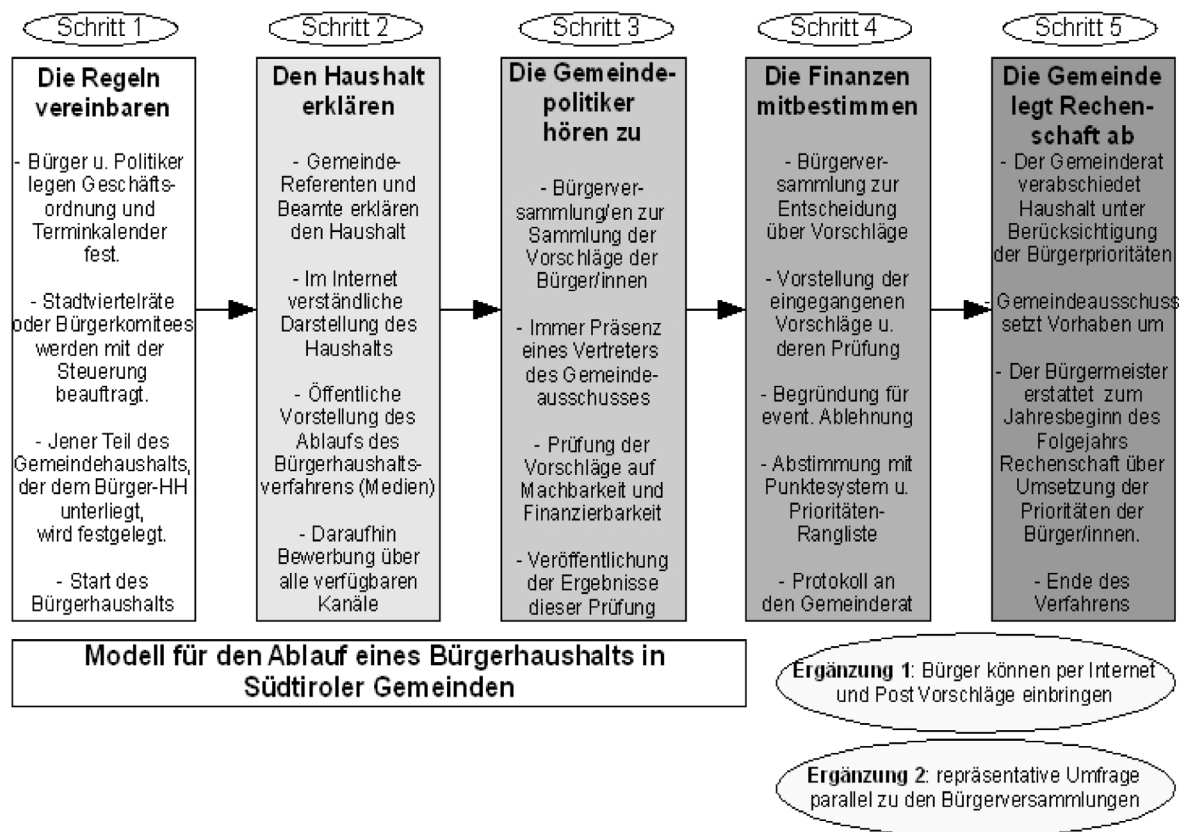 Schritt 1
Die Regeln
vereinbaren
- Bürger u. Politiker
legen Geschäfts-
ordnung und
Terminkalender
fest.
- Stadtviertelräte
oder Bürgerkomitees
werden mit der
Steuerung
beauftragt.
- Jener Teil des
Gemeindehaushalts,
der dem Bürger-HH
unterliegt,
wird festgelegt.
- Start des
Bürgerhaushalts
Schritt 2
Den Haushalt
erklären
- Gemeinde-
Referenten und
Beamte erklären
den Haushalt
- Im Internet
verständliche
Darstellung des
Haushalts
- Öffentliche
Vorstellung des
Ablaufs des
Bürgerhaushalts-
verfahrens (Medien)
- Daraufhin
Bewerbung über
alle verfügbaren
Kanäle
Schritt 3
Die Gemeinde-
politiker
hören zu
- Bürgerver-
sammlung/en zur
Sammlung der
Vorschläge der
Bürger/innen
- Immer Präsenz
eines Vertreters
des Gemeinde-
ausschusses
- Prüfung der
Vorschläge auf
Machbarkeit und
Finanzierbarkeit
- Veröffentlichung
der Ergebnisse
dieser Prüfung
Schritt 4
Die Finanzen
mitbestimmen
- Bürgerver-
sammlung zur
Entscheidung
über Vorschläge
- Vorstellung der
eingegangenen
Vorschläge u.
deren Prüfung
- Begründung für
event. Ablehnung
- Abstimmung mit
Punktesystem u.
Prioritäten-
Rangliste
- Protokoll an
den Gemeinderat
Schritt 5
Die Gemeinde
legt Rechen-
schaft ab
- Der Gemeinderat
verabschiedet
Haushalt unter
Berücksichtigung
der Bürgerprioritäten
- Gemeindeausschuss
setzt Vorhaben um
- Der Bürgermeister
erstattet zum
Jahresbeginn des
Folgejahrs
Rechenschaft über
Umsetzung der
Prioritäten der
Bürger/innen.
- Ende des
Verfahrens
Modell für den Ablauf eines Bürgerhaushalts in
Südtiroler Gemeinden
Ergänzung 1: Bürger können per Internet
und Post Vorschläge einbringen
Ergänzung 2: repräsentative Umfrage
parallel zu den Bürgerversammlungen